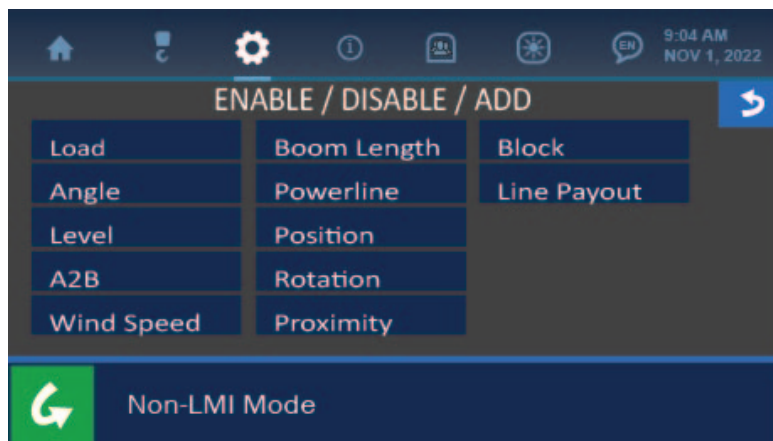 EN
9:04 AM
NOV 1, 2022
ENABLE / DISABLE / ADD
Load
Boom Length
Block
Angle
Powerline
Line Payout
Level
Position
A2B
Rotation
Wind Speed
Proximity
Non-LMI Mode